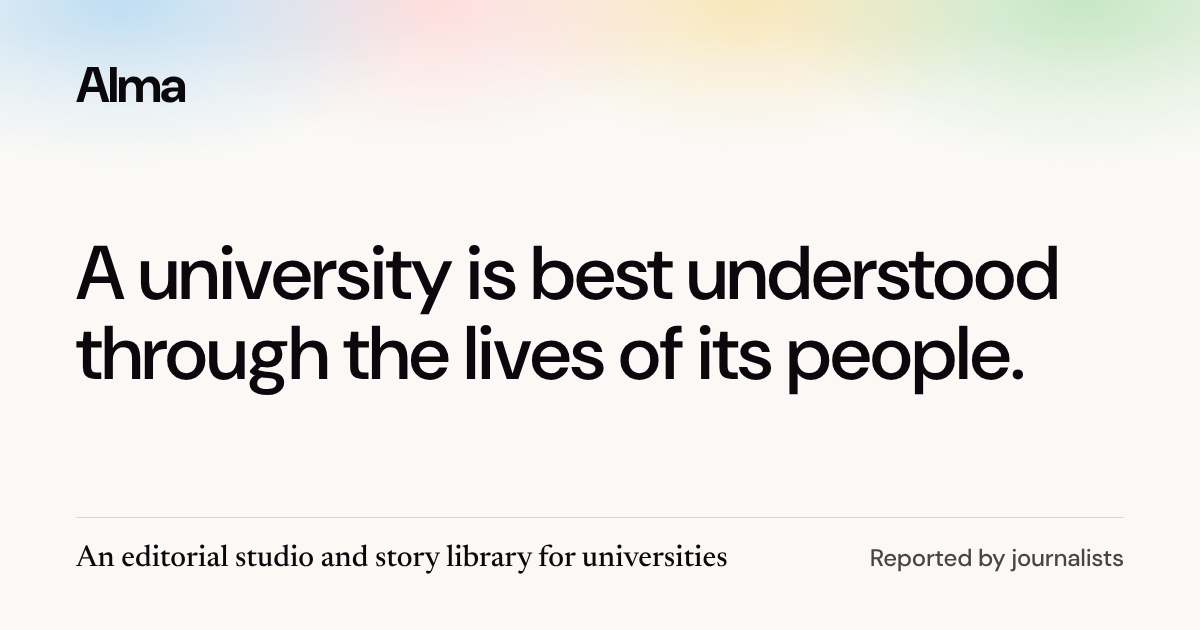 Alma
A university is best understood
through the lives of its people.
An editorial studio and story library for universities
Reported by journalists